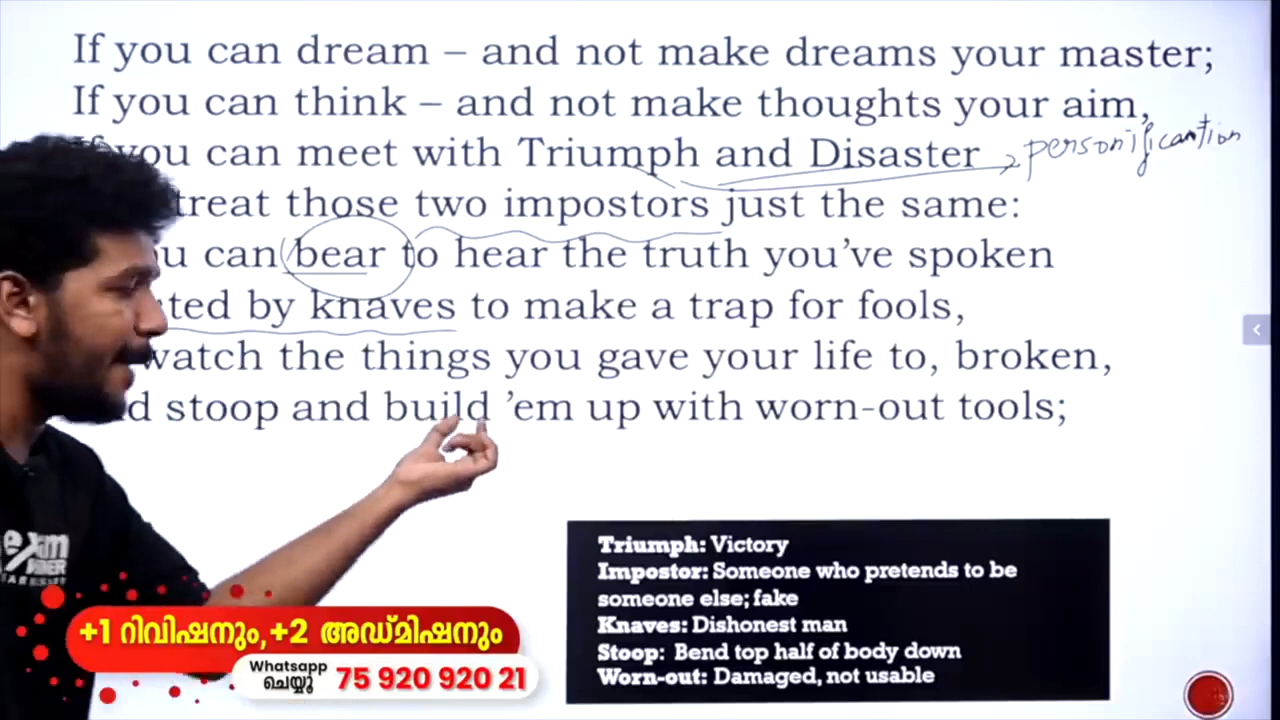 If you can dream – and not make dreams your master;
If you can think – and not make thoughts your aim,
you can meet with Triumph and Disaster → personificantion
treat those two impostors just the same:
can bear to hear the truth you’ve spoken
by knaves to make a trap for fools,
watch the things you gave your life to, broken,
stoop and build ’em up with worn-out tools;
Triumph: Victory
Impostor: Someone who pretends to be
someone else; fake
Knaves: Dishonest man
Stoop: Bend top half of body down
Worn-out: Damaged, not usable
+1 റിവിഷനും,+2 അഡ്മിഷനും
Whatsapp
ചെയ്യൂ 75 920 920 21